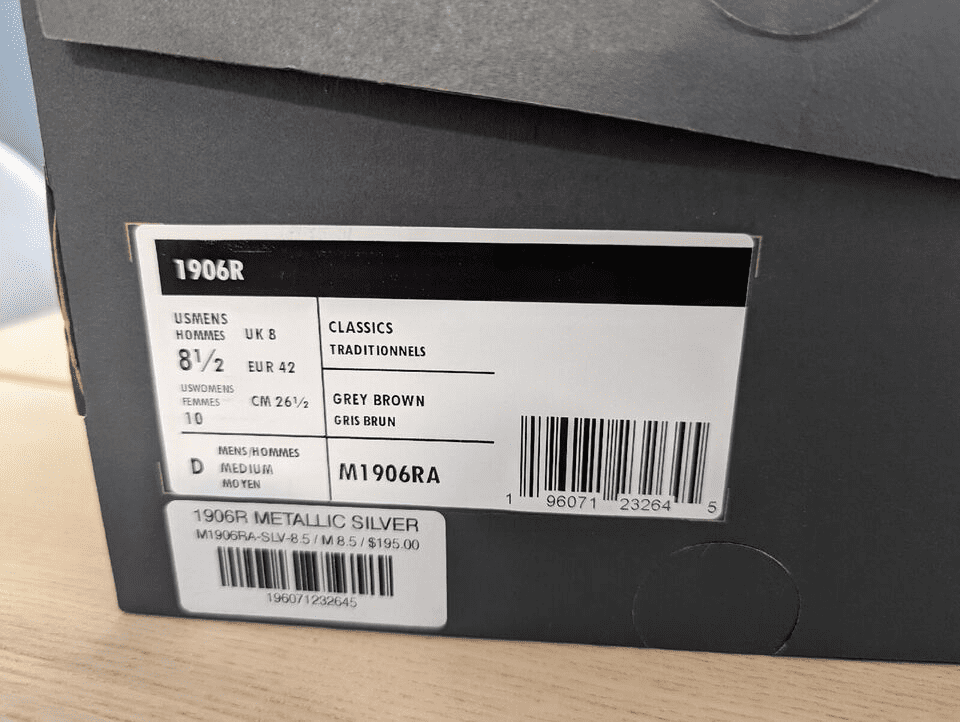 1906R
USMENS
HOMMES
8½
UK 8
EUR 42
USWOMENS
FEMMES
10
CM 26½
D
MENS/HOMMES
MEDIUM
MOYEN
CLASSICS
TRADITIONNELS
GREY BROWN
GRIS BRUN
M1906RA
1 96071 23264 5
1906R METALLIC SILVER
M1906RA-SLV-8.5 / M 8.5 / $195.00
196071232645